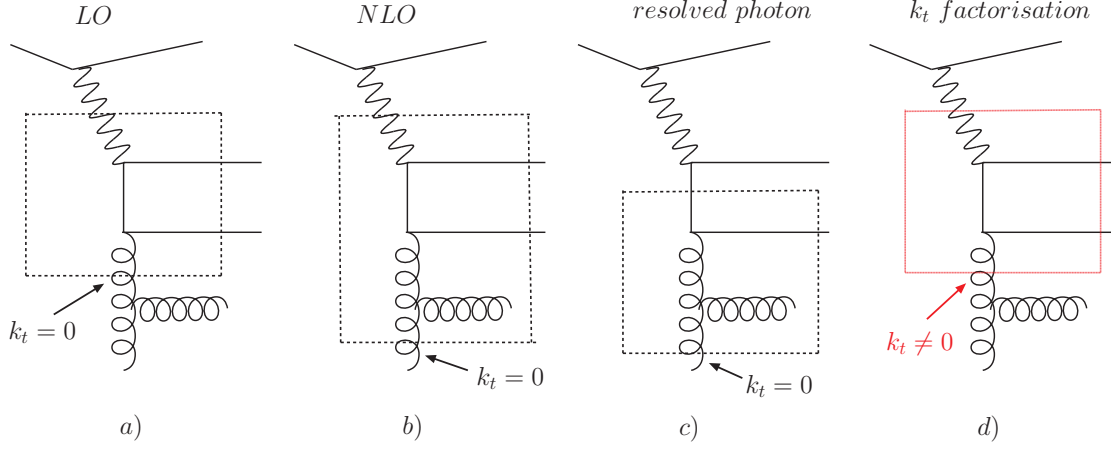 LO
NLO
resolved photon
k_t factorisation
k_t = 0
k_t = 0
k_t = 0
k_t ≠ 0
a)
b)
c)
d)